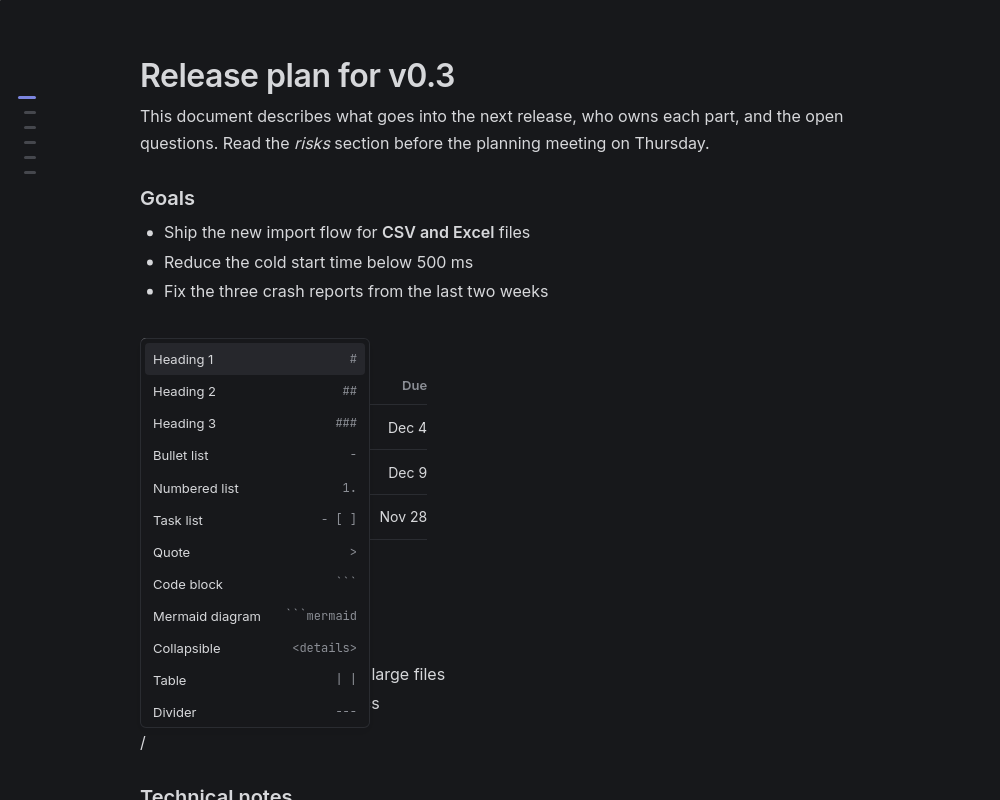 Release plan for v0.3
This document describes what goes into the next release, who owns each part, and the open
questions. Read the risks section before the planning meeting on Thursday.
Goals
• Ship the new import flow for CSV and Excel files
• Reduce the cold start time below 500 ms
• Fix the three crash reports from the last two weeks
Heading 1 #
Heading 2 ##
Heading 3 ###
Bullet list -
Numbered list 1.
Task list - [ ]
Quote >
Code block ```
Mermaid diagram ```mermaid
Collapsible <details>
Table | |
Divider ---
Due
Dec 4
Dec 9
Nov 28
large files
s
/
Technical notes